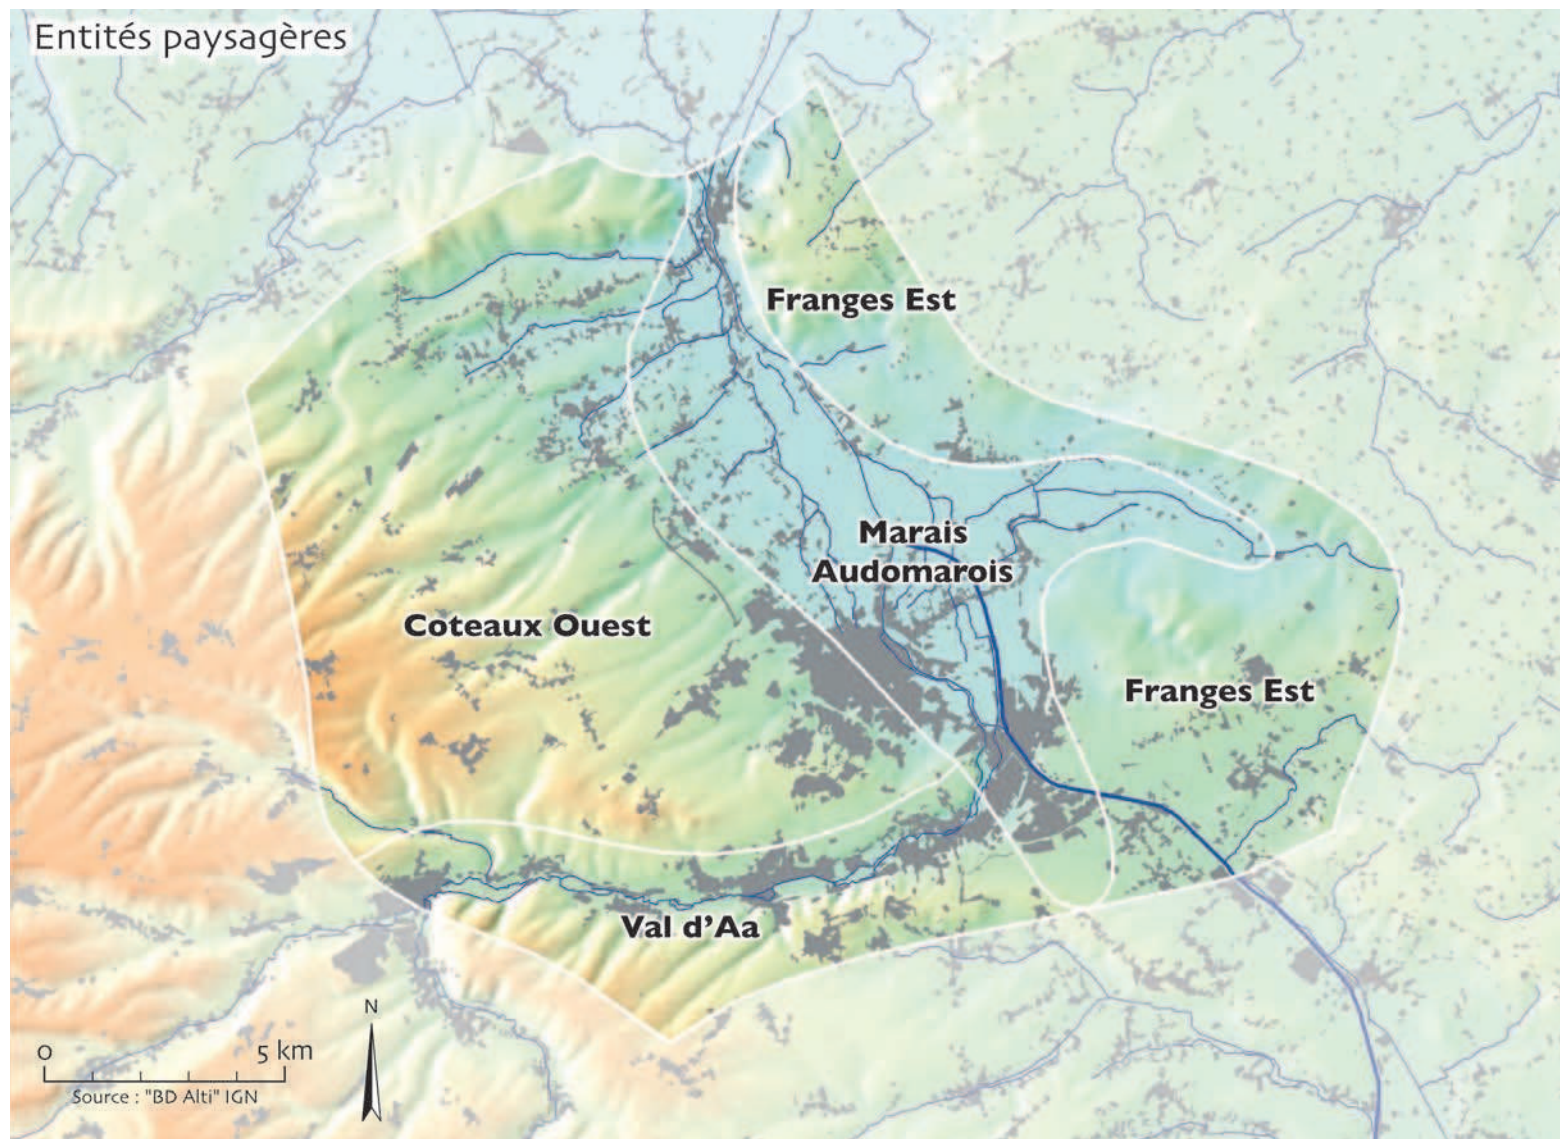 Entités paysagères
Franges Est
Marais
Audomarois
Coteaux Ouest
Franges Est
Val d'Aa
N
0 5 km
Source : "BD Alti" IGN